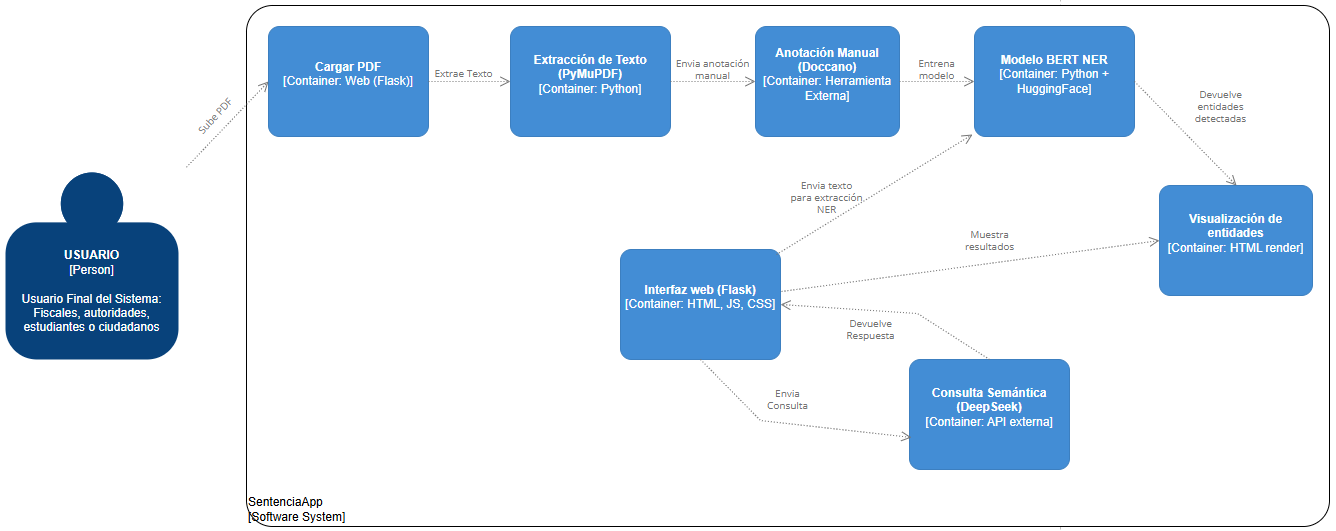 Cargar PDF
[Container: Web (Flask)]
Extrae Texto
Extracción de Texto
(PyMuPDF)
[Container: Python]
Envia anotación
manual
Anotación Manual
(Doccano)
[Container: Herramienta
Externa]
Entrena
modelo
Modelo BERT NER
[Container: Python +
HuggingFace]
Devuelve
entidades
detectadas
Sube PDF
USUARIO
[Person]
Usuario Final del Sistema:
Fiscales, autoridades,
estudiantes o ciudadanos
Envia texto
para extracción
NER
Visualización de
entidades
[Container: HTML render]
Muestra
resultados
Interfaz web (Flask)
[Container: HTML, JS, CSS]
Devuelve
Respuesta
Envia
Consulta
Consulta Semántica
(DeepSeek)
[Container: API externa]
SentenciaApp
[Software System]